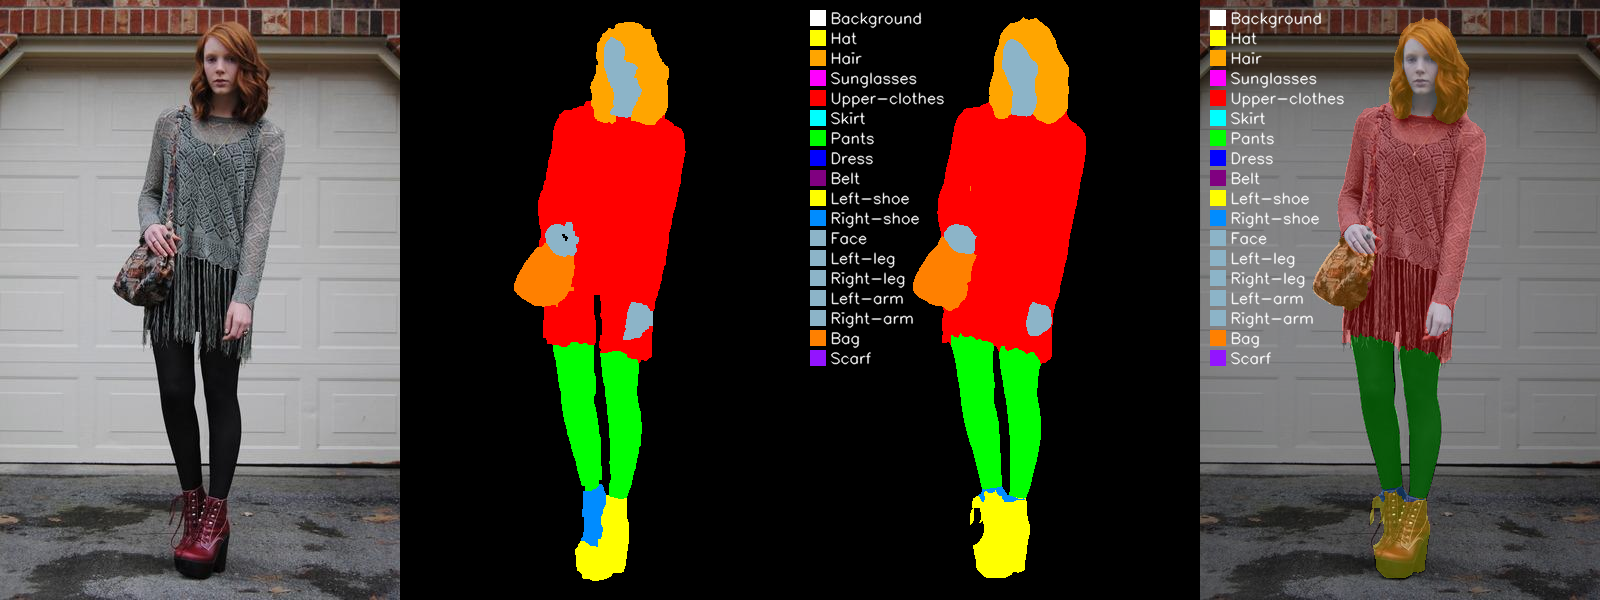 Background
Hat
Hair
Sunglasses
Upper-clothes
Skirt
Pants
Dress
Belt
Left-shoe
Right-shoe
Face
Left-leg
Right-leg
Left-arm
Right-arm
Bag
Scarf
Background
Hat
Hair
Sunglasses
Upper-clothes
Skirt
Pants
Dress
Belt
Left-shoe
Right-shoe
Face
Left-leg
Right-leg
Left-arm
Right-arm
Bag
Scarf